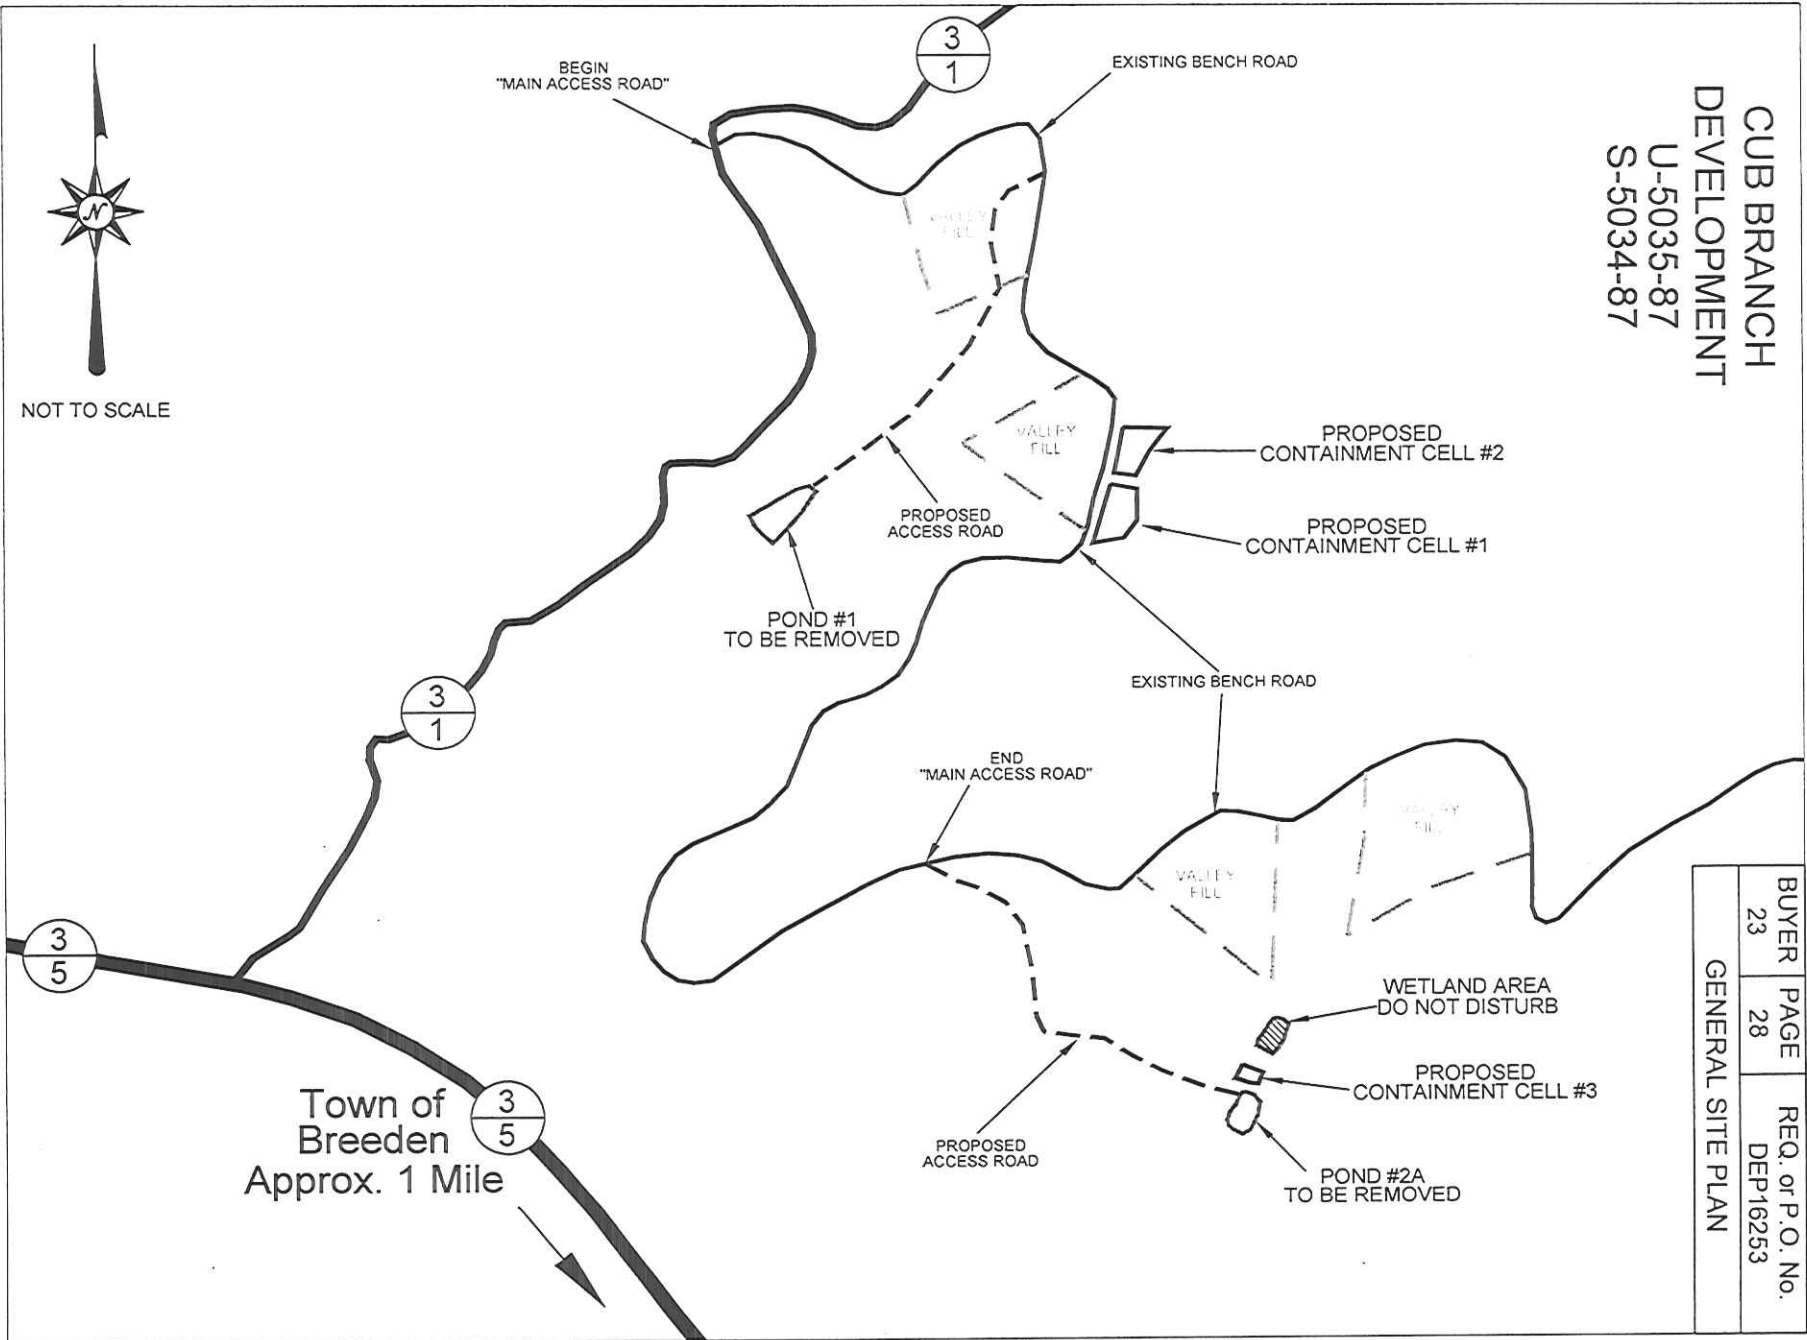 CUB BRANCH
DEVELOPMENT
U-5035-87
S-5034-87
3
1
BEGIN
"MAIN ACCESS ROAD"
EXISTING BENCH ROAD
N
NOT TO SCALE
VALLEY
FILL
VALLEY
FILL
PROPOSED
CONTAINMENT CELL #2
PROPOSED
ACCESS ROAD
PROPOSED
CONTAINMENT CELL #1
POND #1
TO BE REMOVED
3
1
EXISTING BENCH ROAD
END
"MAIN ACCESS ROAD"
VALLEY
FILL
VALLEY
FILL
3
5
WETLAND AREA
DO NOT DISTURB
PROPOSED
CONTAINMENT CELL #3
3
5
Town of
Breeden
Approx. 1 Mile
PROPOSED
ACCESS ROAD
POND #2A
TO BE REMOVED
BUYER PAGE REQ. or P.O. No.
23 28 DEP16253
GENERAL SITE PLAN